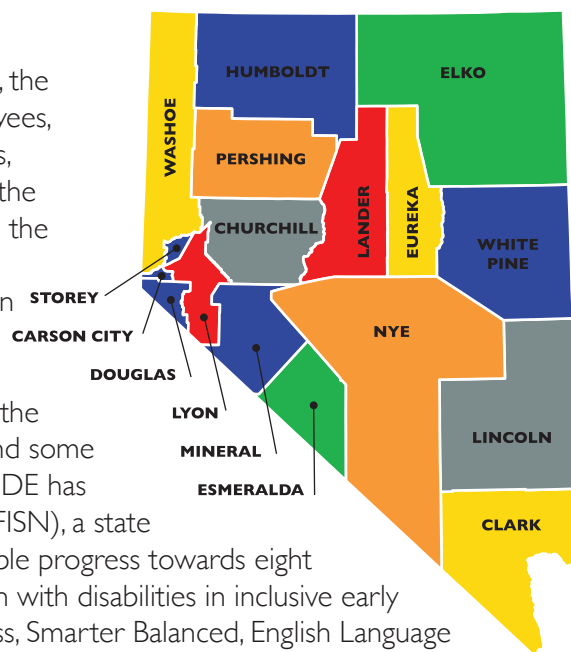 , the
yees,
s,
the
the
n
the
nd some
DE has
FISN), a state
ble progress towards eight
n with disabilities in inclusive early
ss, Smarter Balanced, English Language
HUMBOLDT
ELKO
WASHOE
PERSHING
LANDER
EUREKA
CHURCHILL
WHITE
PINE
STOREY
CARSON CITY
NYE
DOUGLAS
LYON
LINCOLN
MINERAL
ESMERALDA
CLARK